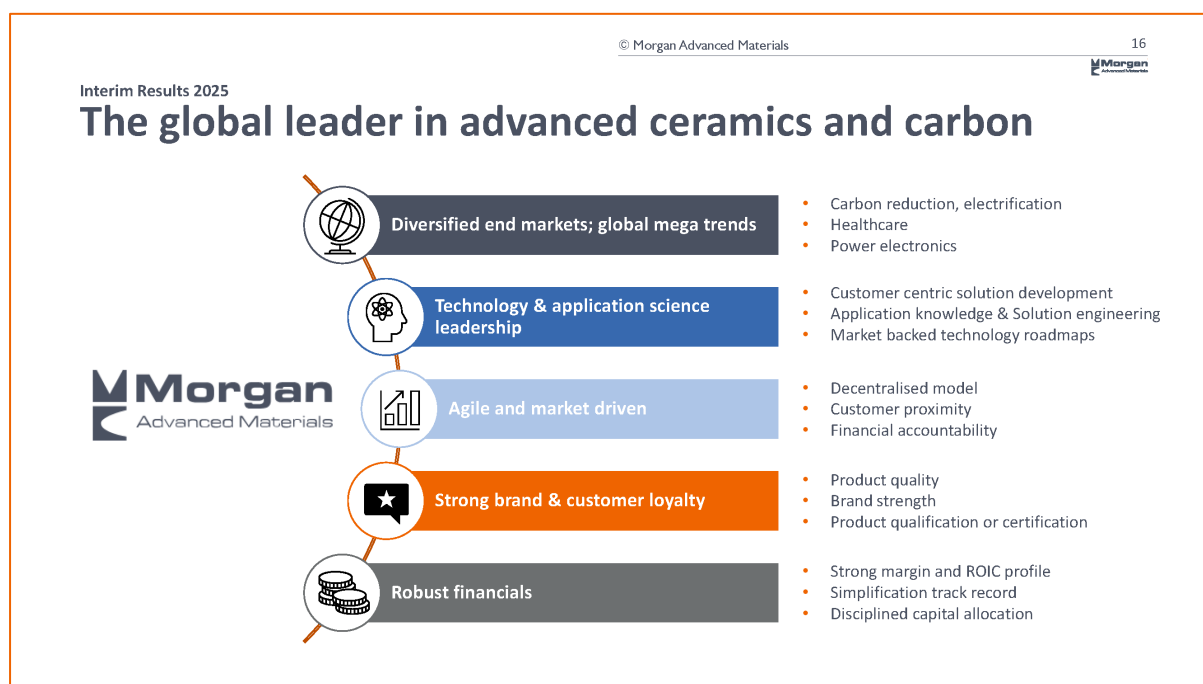 © Morgan Advanced Materials
16
Morgan
Advanced Materials
Interim Results 2025
The global leader in advanced ceramics and carbon
Diversified end markets; global mega trends
• Carbon reduction, electrification
• Healthcare
• Power electronics
Technology & application science
leadership
• Customer centric solution development
• Application knowledge & Solution engineering
• Market backed technology roadmaps
Morgan
Advanced Materials
Agile and market driven
• Decentralised model
• Customer proximity
• Financial accountability
Strong brand & customer loyalty
• Product quality
• Brand strength
• Product qualification or certification
Robust financials
• Strong margin and ROIC profile
• Simplification track record
• Disciplined capital allocation